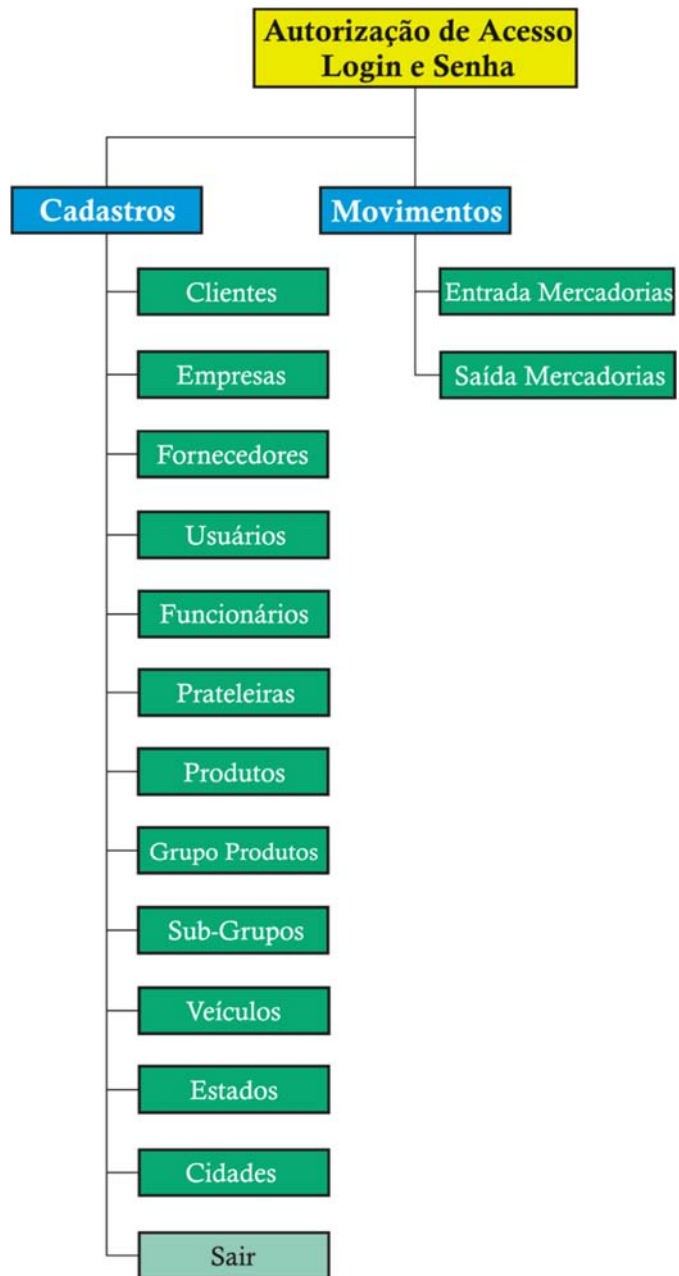 Autorização de Acesso
Login e Senha
Cadastros
Movimentos
Clientes
Empresas
Fornecedores
Usuários
Funcionários
Prateleiras
Produtos
Grupo Produtos
Sub-Grupos
Veículos
Estados
Cidades
Sair
Entrada Mercadorias
Saída Mercadorias